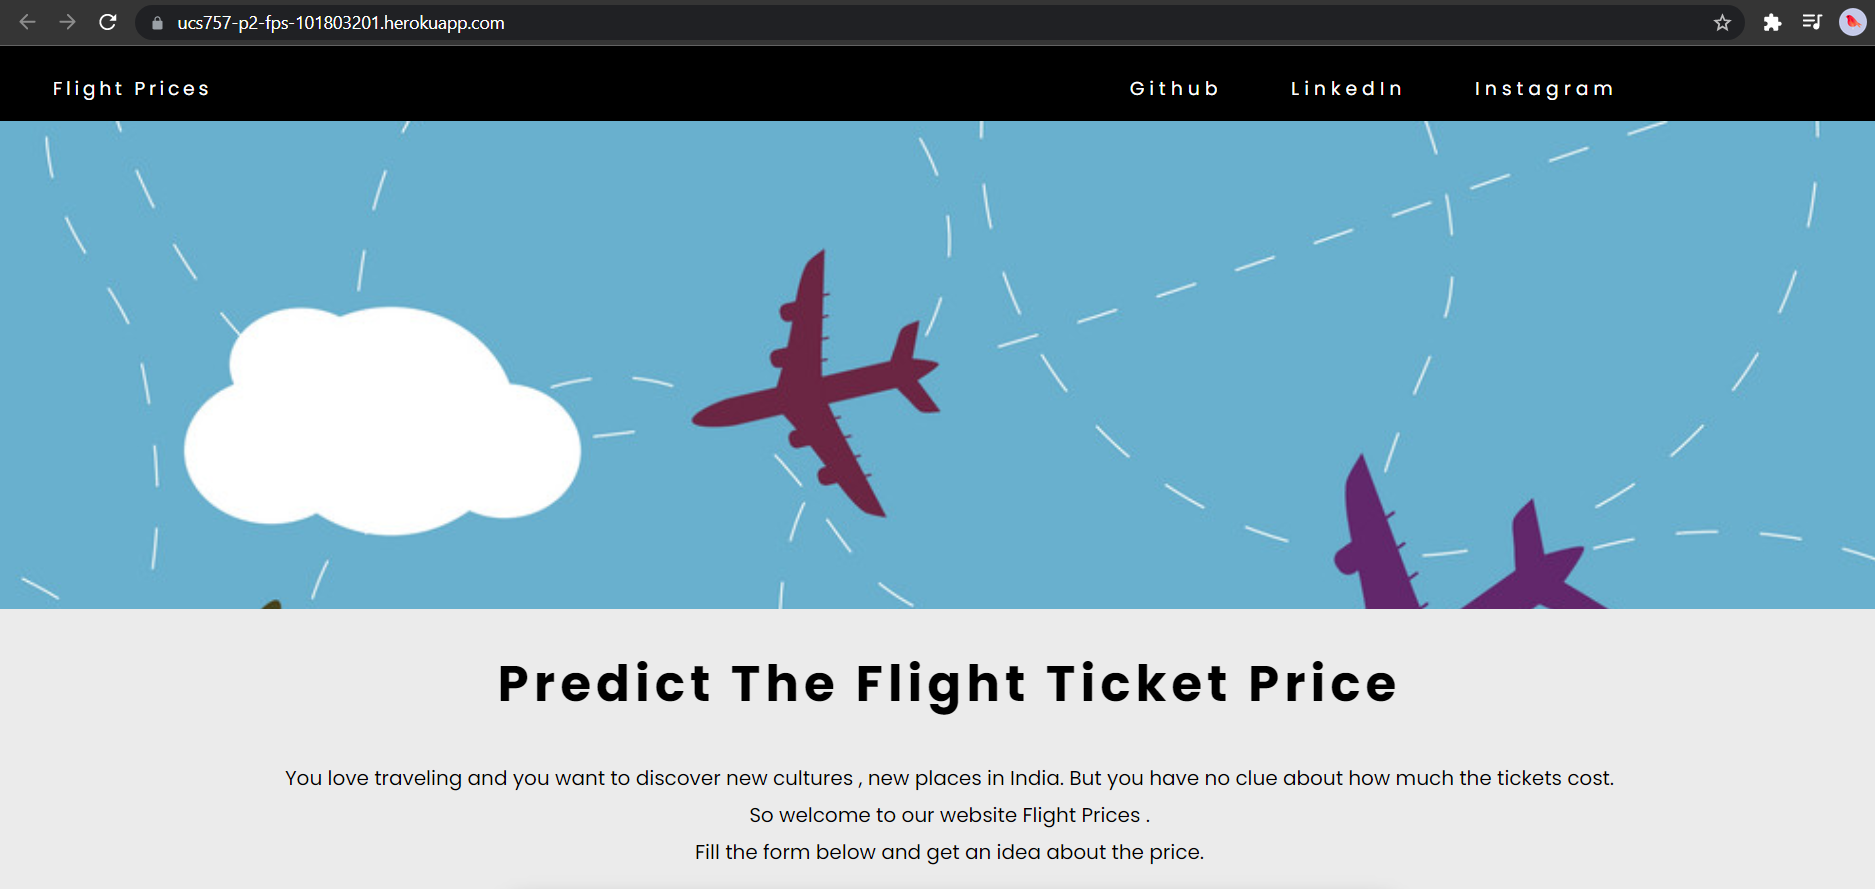 ucs757-p2-fps-101803201.herokuapp.com
Flight Prices Github LinkedIn Instagram
Predict The Flight Ticket Price
You love traveling and you want to discover new cultures , new places in India. But you have no clue about how much the tickets cost.
So welcome to our website Flight Prices .
Fill the form below and get an idea about the price.